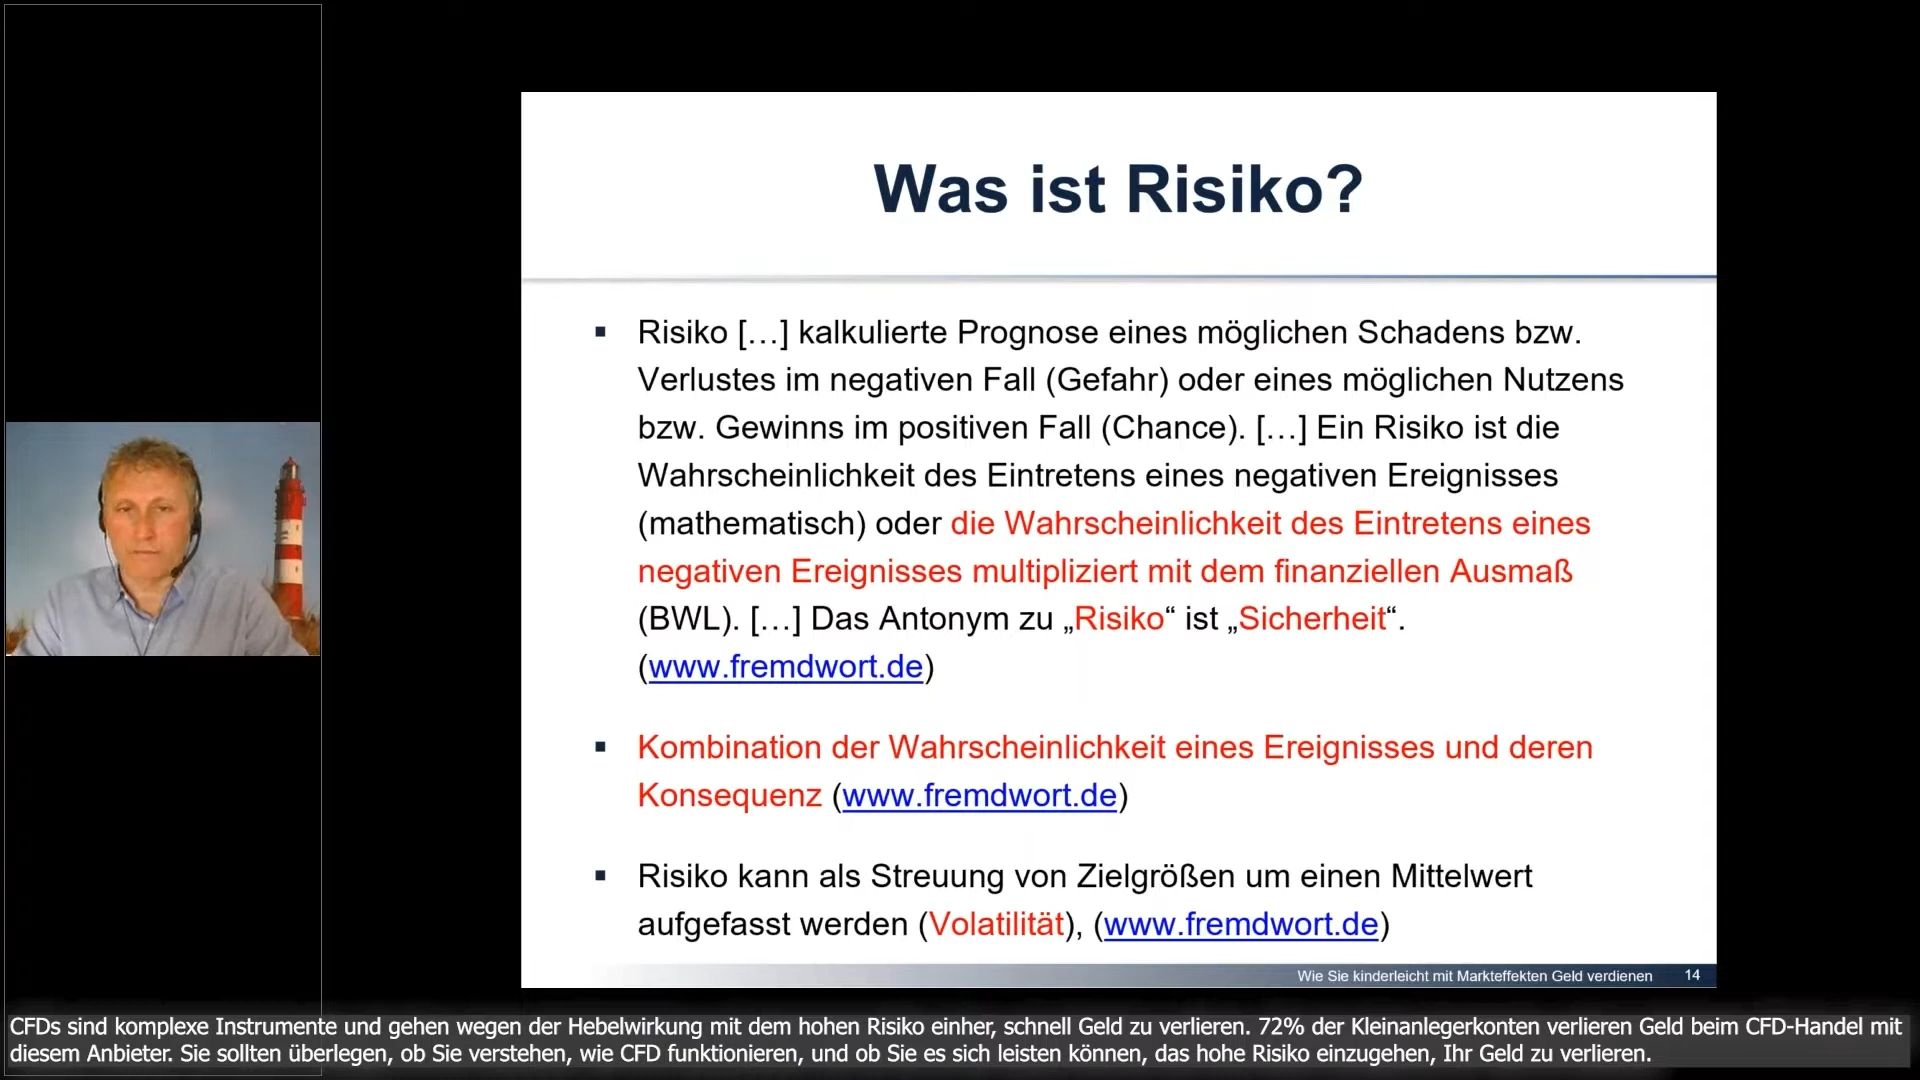 Was ist Risiko?
▪ Risiko […] kalkulierte Prognose eines möglichen Schadens bzw.
Verlustes im negativen Fall (Gefahr) oder eines möglichen Nutzens
bzw. Gewinns im positiven Fall (Chance). […] Ein Risiko ist die
Wahrscheinlichkeit des Eintretens eines negativen Ereignisses
(mathematisch) oder die Wahrscheinlichkeit des Eintretens eines
negativen Ereignisses multipliziert mit dem finanziellen Ausmaß
(BWL). […] Das Antonym zu „Risiko“ ist „Sicherheit“.
(www.fremdwort.de)
▪ Kombination der Wahrscheinlichkeit eines Ereignisses und deren
Konsequenz (www.fremdwort.de)
▪ Risiko kann als Streuung von Zielgrößen um einen Mittelwert
aufgefasst werden (Volatilität), (www.fremdwort.de)
Wie Sie kinderleicht mit Markteffekten Geld verdienen 14
CFDs sind komplexe Instrumente und gehen wegen der Hebelwirkung mit dem hohen Risiko einher, schnell Geld zu verlieren. 72% der Kleinanlegerkonten verlieren Geld beim CFD-Handel mit
diesem Anbieter. Sie sollten überlegen, ob Sie verstehen, wie CFD funktionieren, und ob Sie es sich leisten können, das hohe Risiko einzugehen, Ihr Geld zu verlieren.